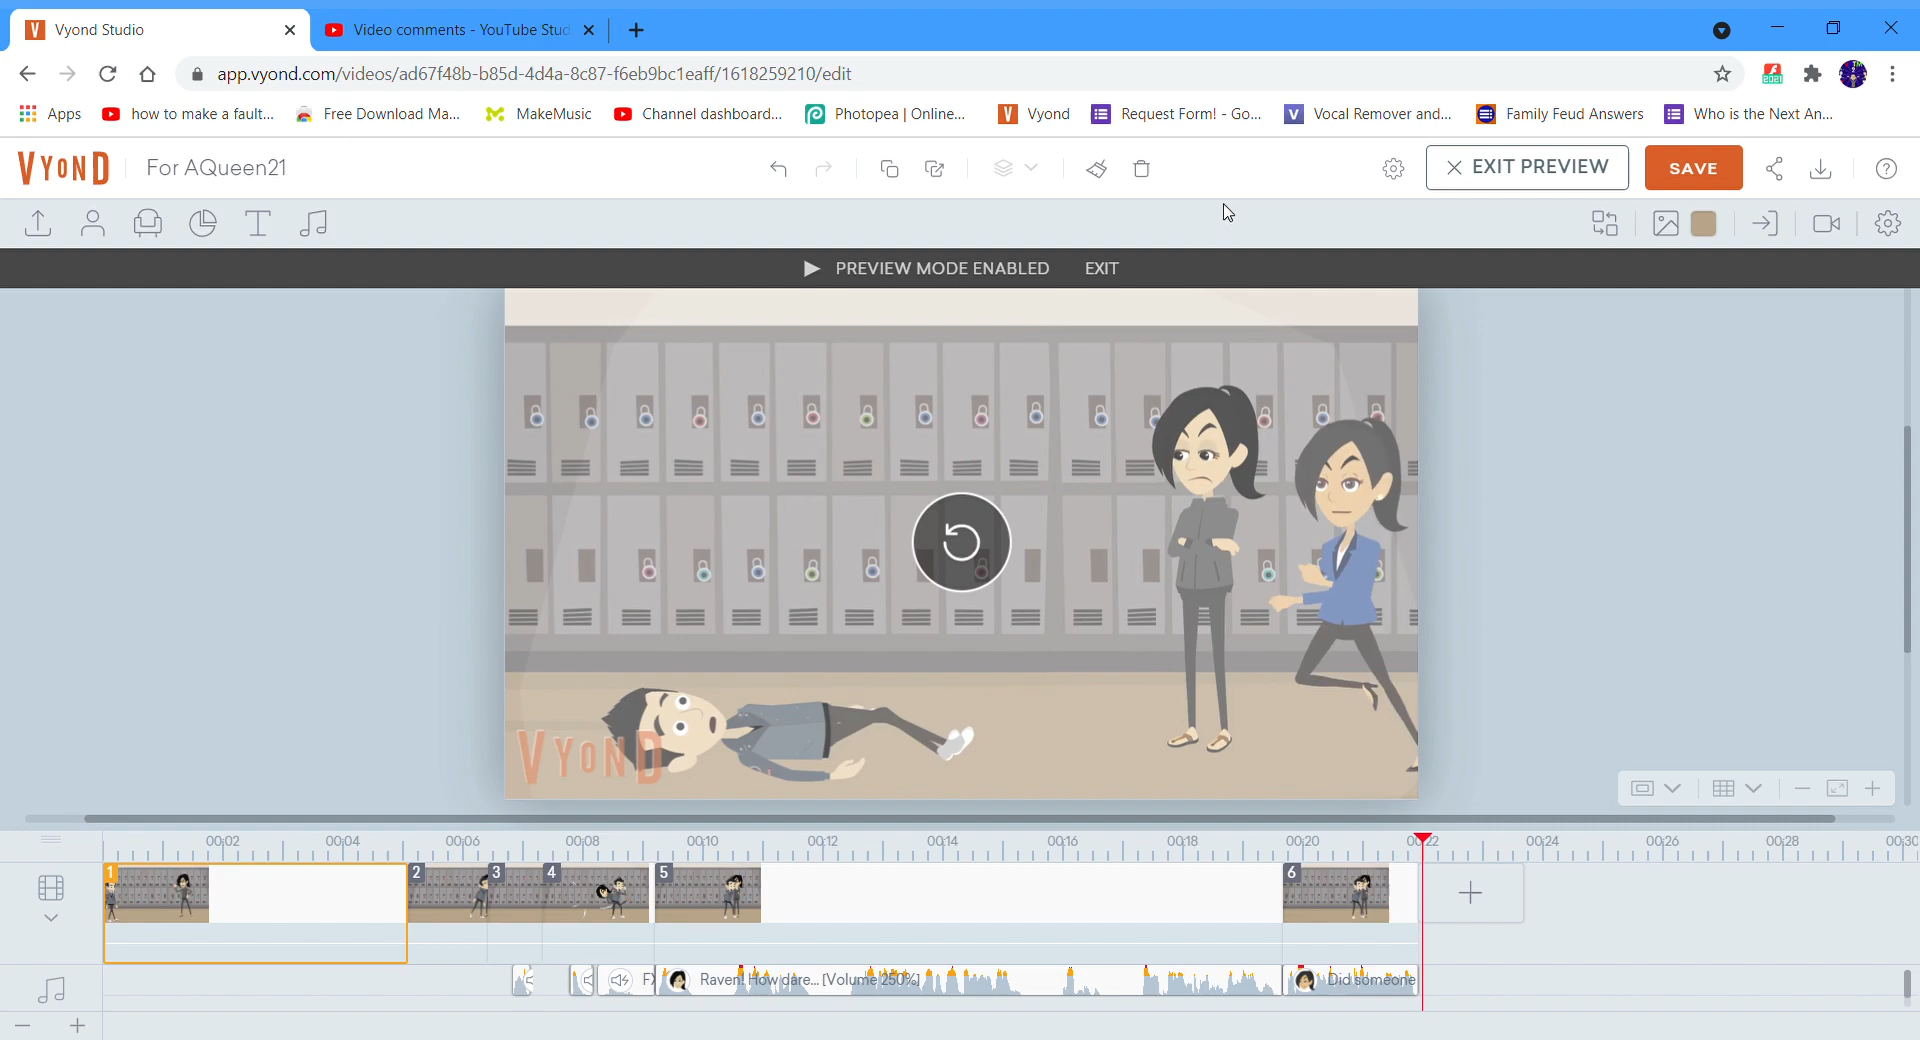 Vyond Studio
Video comments - YouTube Stud
app.vyond.com/videos/ad67f48b-b85d-4d4a-8c87-f6eb9bc1eaff/1618259210/edit
Apps how to make a fault... Free Download Ma... MakeMusic Channel dashboard... Photopea | Online... Vyond Request Form! - Go... Vocal Remover and... Family Feud Answers Who is the Next An...
VYOND For AQueen21 EXIT PREVIEW SAVE
PREVIEW MODE ENABLED EXIT
VYOND
00:02 00:04 00:06 00:08 00:10 00:12 00:14 00:16 00:18 00:20 00:22 00:24 00:26 00:28 00:30
1 2 3 4 5 6
FX Raven! How dare... [Volume 250%] Did someone